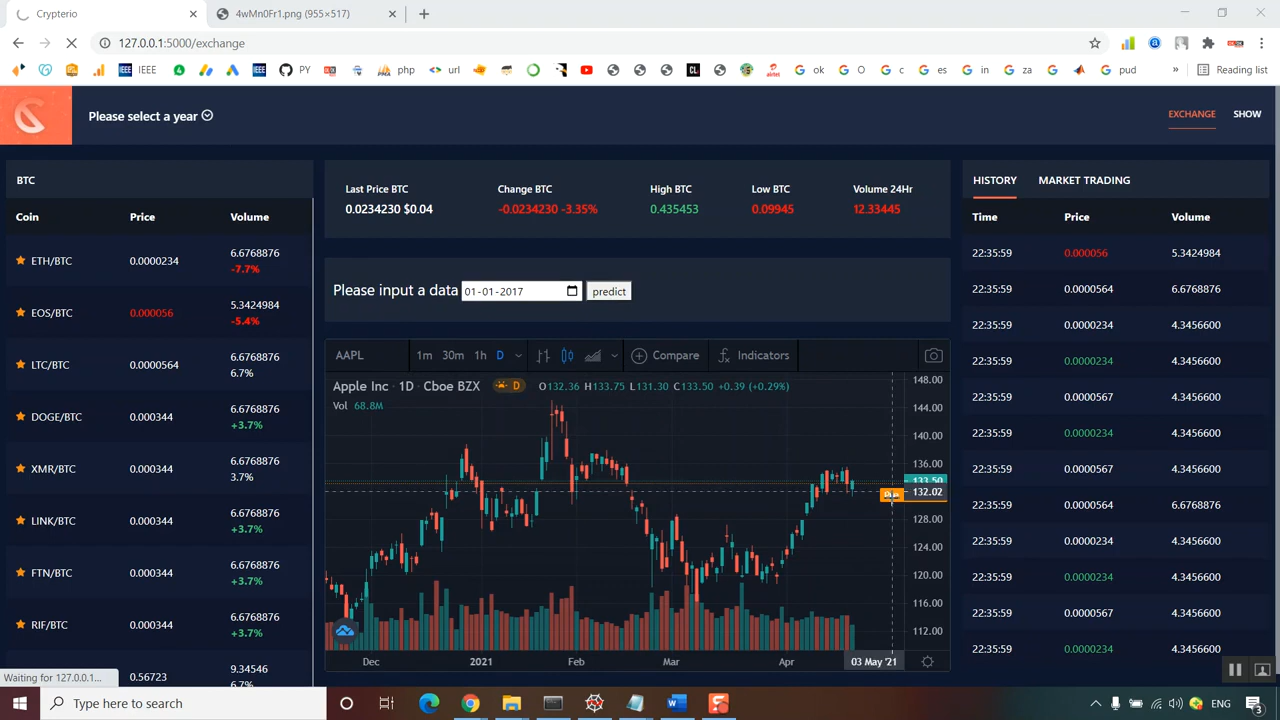 Crypterio
4wMn0Fr1.png (955×517)
127.0.0.1:5000/exchange
IEEE IEEE PY php url ok O c es in za pud » Reading list
Please select a year
EXCHANGE SHOW
BTC
Coin Price Volume
ETH/BTC 0.0000234 6.6768876
-7.7%
EOS/BTC 0.000056 5.3424984
-5.4%
LTC/BTC 0.0000564 6.6768876
6.7%
DOGE/BTC 0.000344 6.6768876
+3.7%
XMR/BTC 0.000344 6.6768876
3.7%
LINK/BTC 0.000344 6.6768876
+3.7%
FTN/BTC 0.000344 6.6768876
+3.7%
RIF/BTC 0.000344 6.6768876
+3.7%
0.56723 9.34546
6.7%
Waiting for 127.0.0.1...
Last Price BTC Change BTC High BTC Low BTC Volume 24Hr
0.0234230 $0.04 -0.0234230 -3.35% 0.435453 0.09945 12.33445
Please input a data 01-01-2017 predict
AAPL 1m 30m 1h D Compare Indicators
Apple Inc · 1D · Cboe BZX D O132.36 H133.75 L131.30 C133.50 +0.39 (+0.29%)
Vol 68.8M
148.00
144.00
140.00
136.00
133.50
132.02
128.00
124.00
120.00
116.00
112.00
Dec 2021 Feb Mar Apr 03 May '21
HISTORY MARKET TRADING
Time Price Volume
22:35:59 0.000056 5.3424984
22:35:59 0.0000564 6.6768876
22:35:59 0.0000234 4.3456600
22:35:59 0.0000234 4.3456600
22:35:59 0.0000567 4.3456600
22:35:59 0.0000234 4.3456600
22:35:59 0.0000567 4.3456600
22:35:59 0.0000564 6.6768876
22:35:59 0.0000234 4.3456600
22:35:59 0.0000234 4.3456600
22:35:59 0.0000567 4.3456600
22:35:59 0.0000234 4.3456600
Type here to search
ENG
3